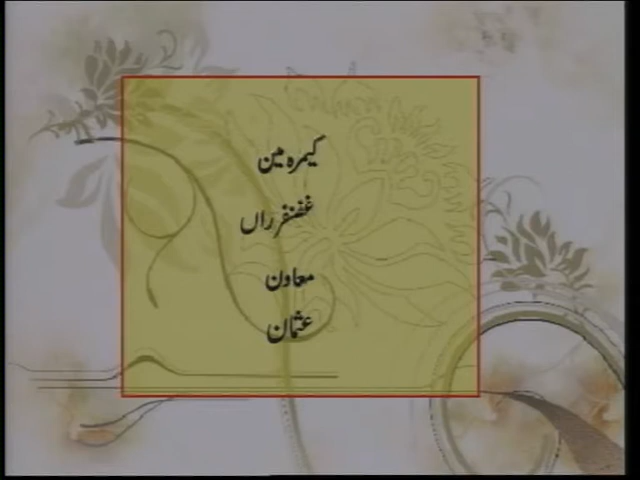 کیمرہ مین
غضنفر راں
معاون
عثمان